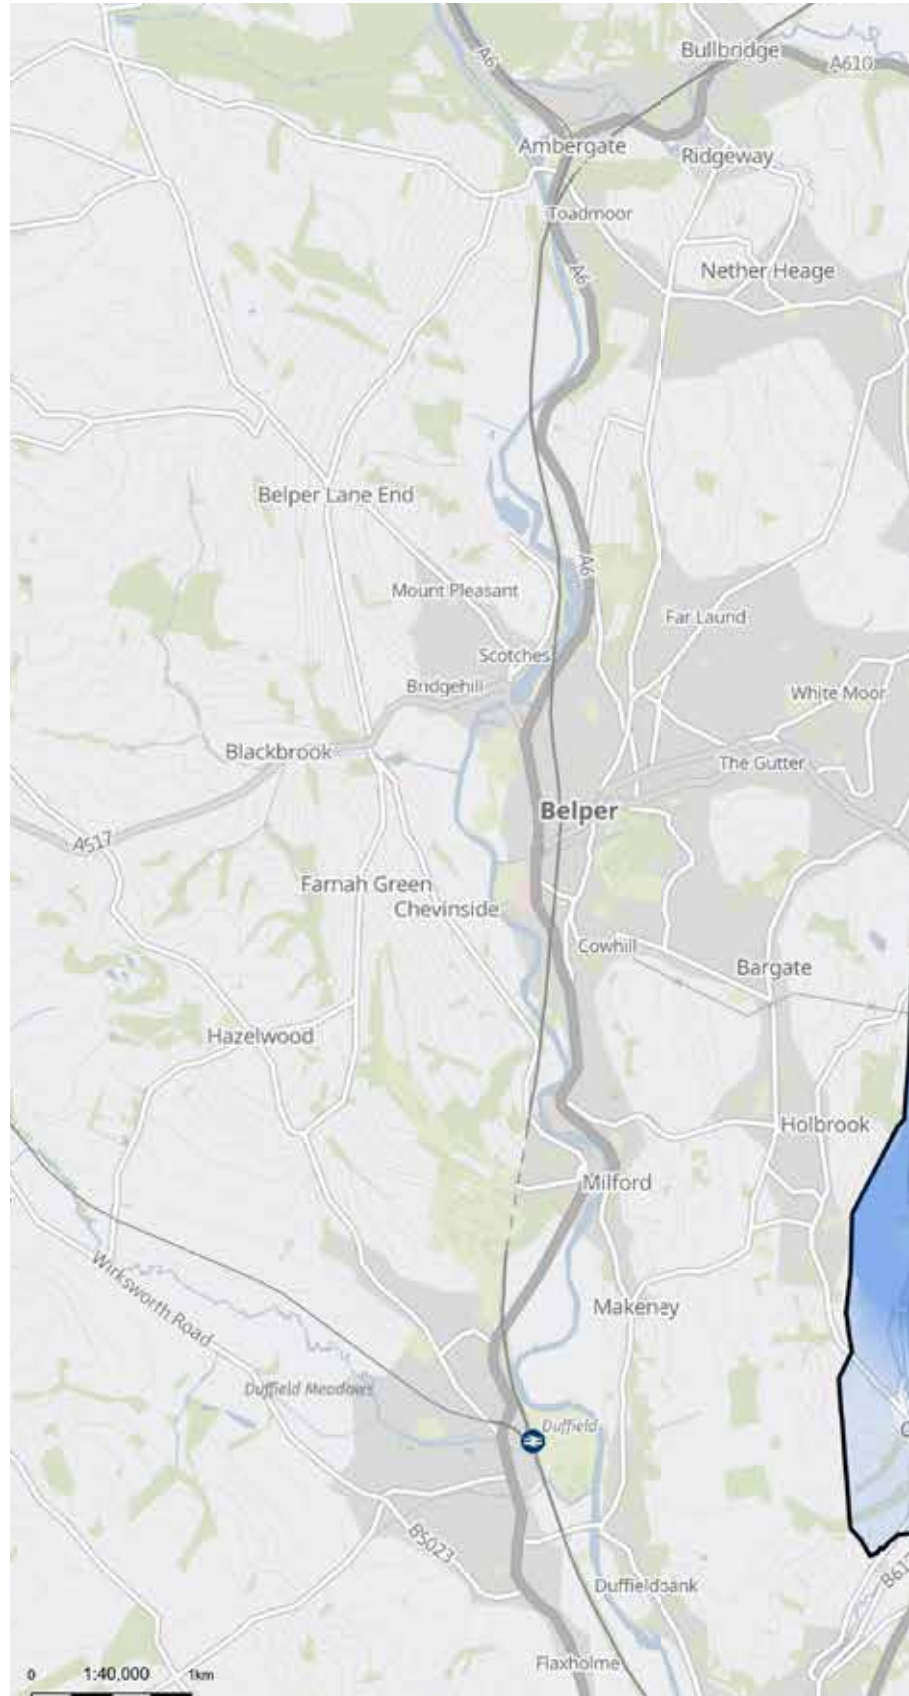 Bullbridge
A6
A610
Ambergate
Ridgeway
Toadmoor
Nether Heage
A6
Belper Lane End
A6
Mount Pleasant
Far Laund
Scotches
Bridgehill
White Moor
Blackbrook
The Gutter
Belper
A517
Farnah Green
Chevinside
Cowhill
Bargate
Hazelwood
Holbrook
Milford
Wirksworth Road
Makeney
Duffield Meadows
Duffield
B5023
Duffieldbank
Flaxholme
0 1:40,000 1km